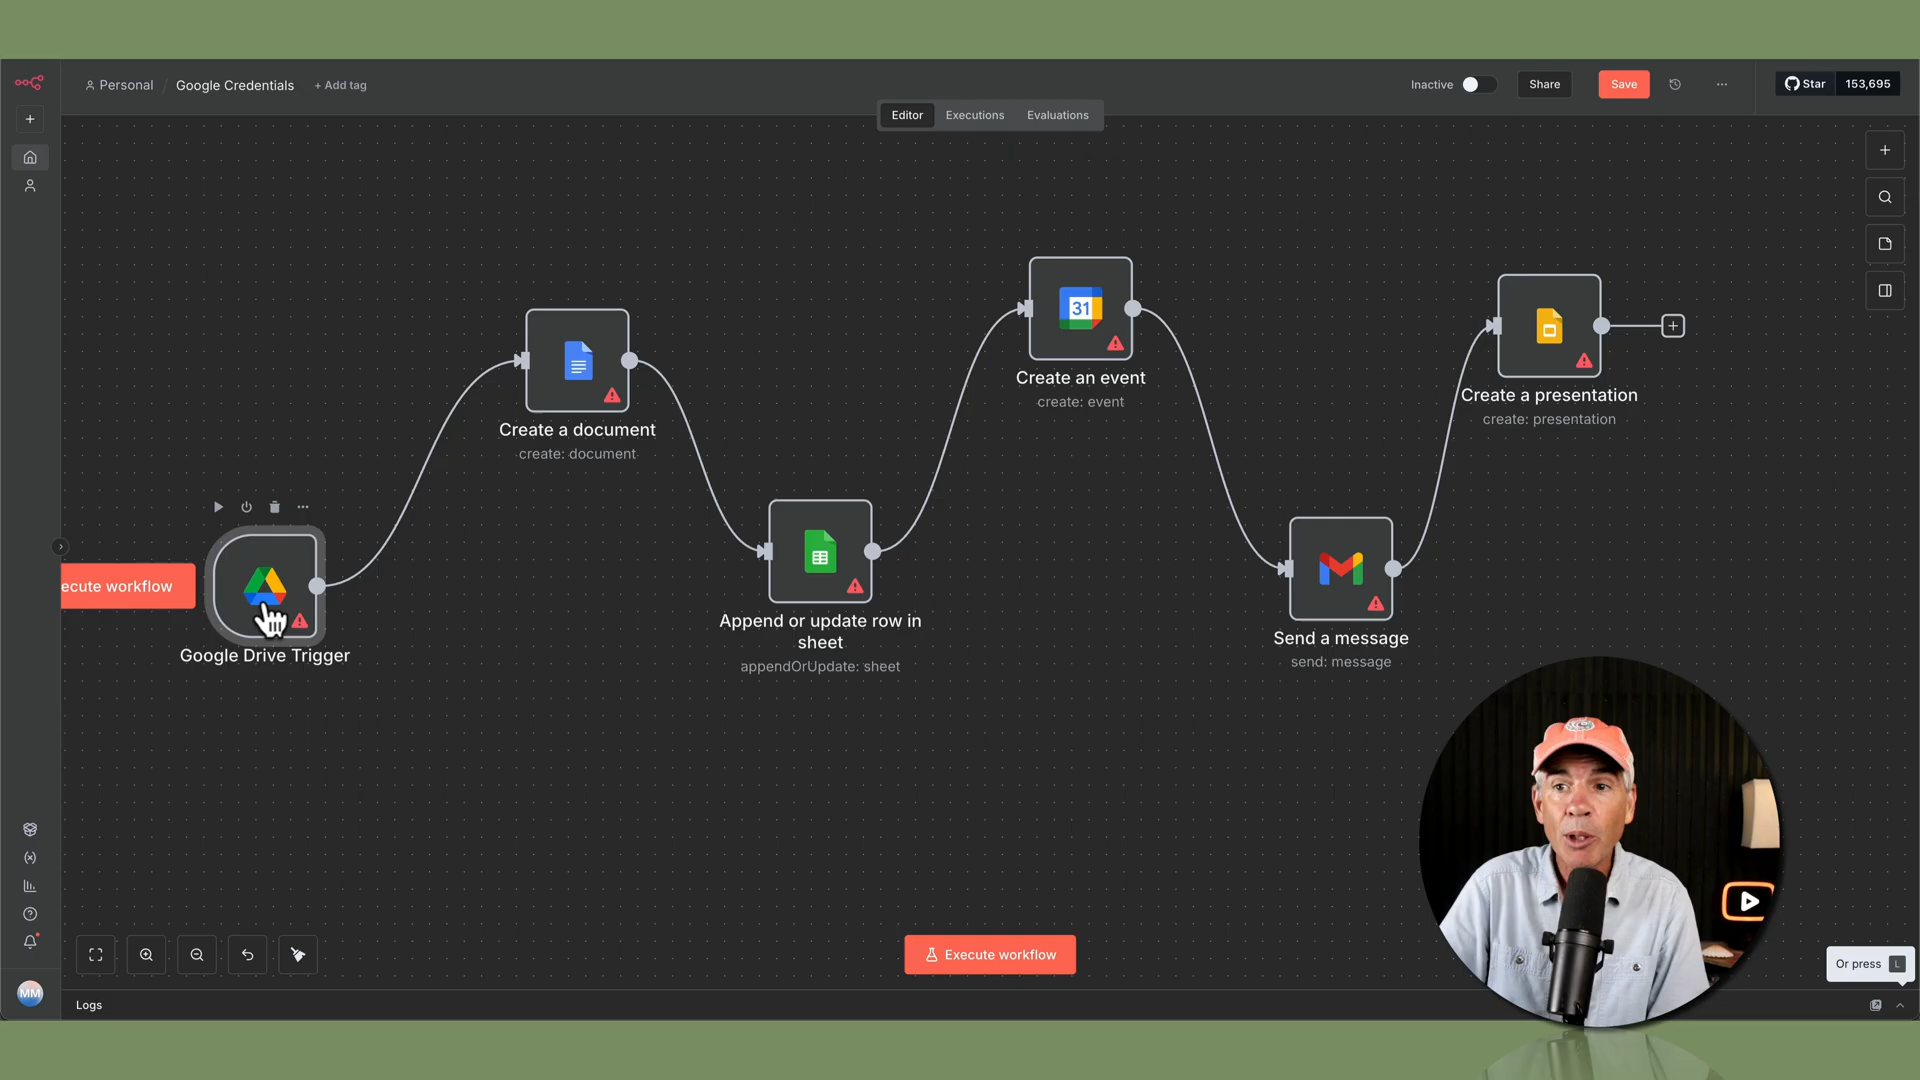 Personal / Google Credentials + Add tag
Inactive Share Save ... Star 153,695
Editor Executions Evaluations
31
Create an event
create: event
Create a presentation
create: presentation
Create a document
create: document
ecute workflow
Google Drive Trigger
Append or update row in
sheet
appendOrUpdate: sheet
Send a message
send: message
Execute workflow
Or press L
MM
Logs